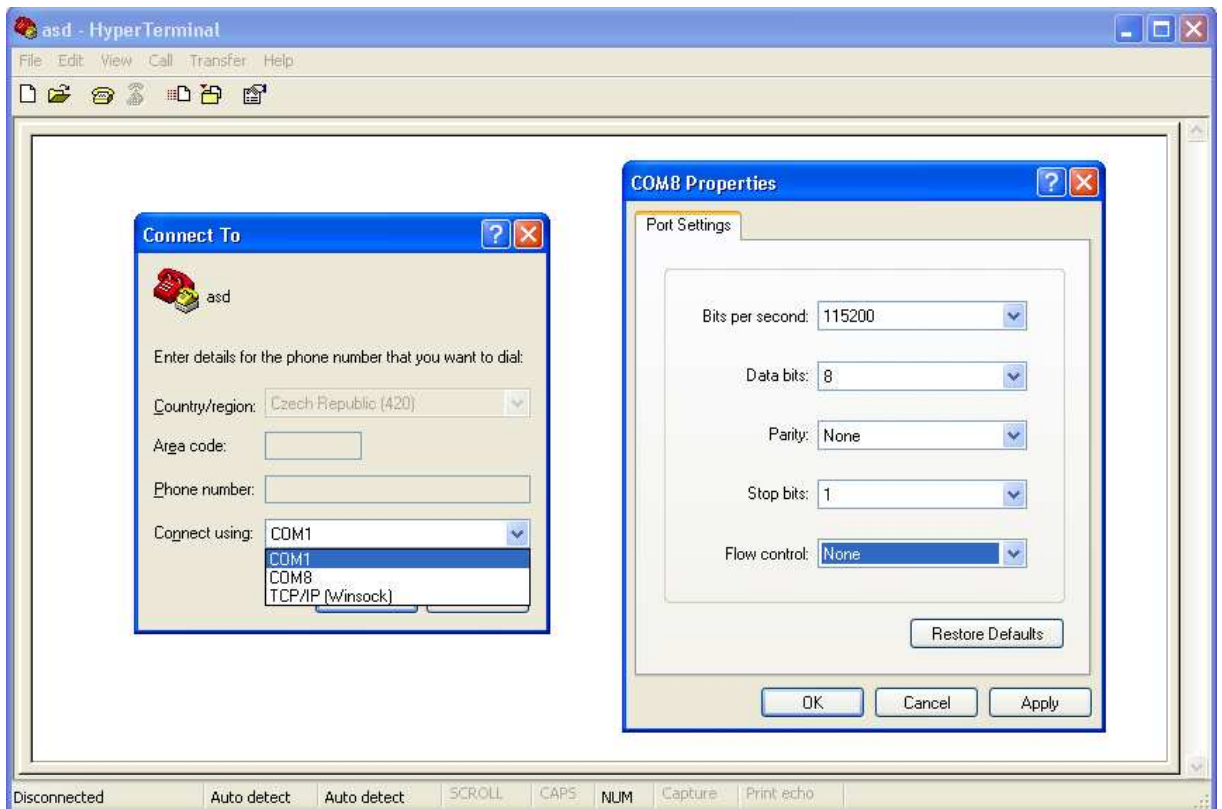 asd - HyperTerminal
File Edit View Call Transfer Help
Connect To
asd
Enter details for the phone number that you want to dial:
Country/region: Czech Republic (420)
Area code:
Phone number:
Connect using: COM1
COM1
COM8
TCP/IP (Winsock)
COM8 Properties
Port Settings
Bits per second: 115200
Data bits: 8
Parity: None
Stop bits: 1
Flow control: None
Restore Defaults
OK Cancel Apply
Disconnected Auto detect Auto detect SCROLL CAPS NUM Capture Print echo